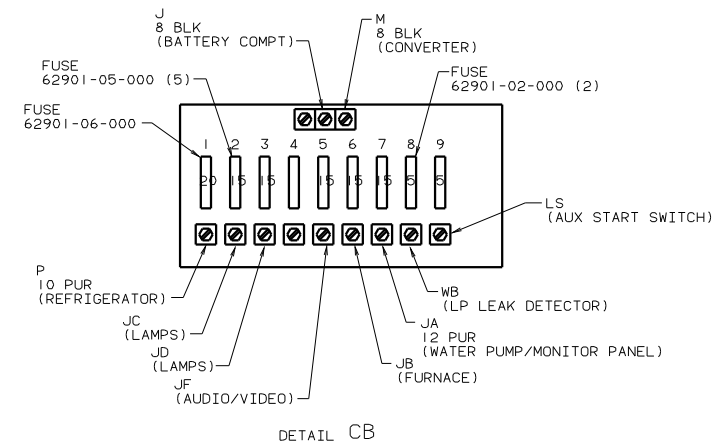 J
8 BLK
(BATTERY COMPT)
M
8 BLK
(CONVERTER)
FUSE
62901-05-000 (5)
FUSE
62901-02-000 (2)
FUSE
62901-06-000
1 2 3 4 5 6 7 8 9
20 15 15 15 15 15 5 5
LS
(AUX START SWITCH)
P
10 PUR
(REFRIGERATOR)
WB
(LP LEAK DETECTOR)
JC
(LAMPS)
JA
12 PUR
(WATER PUMP/MONITOR PANEL)
JD
(LAMPS)
JB
(FURNACE)
JF
(AUDIO/VIDEO)
DETAIL CB